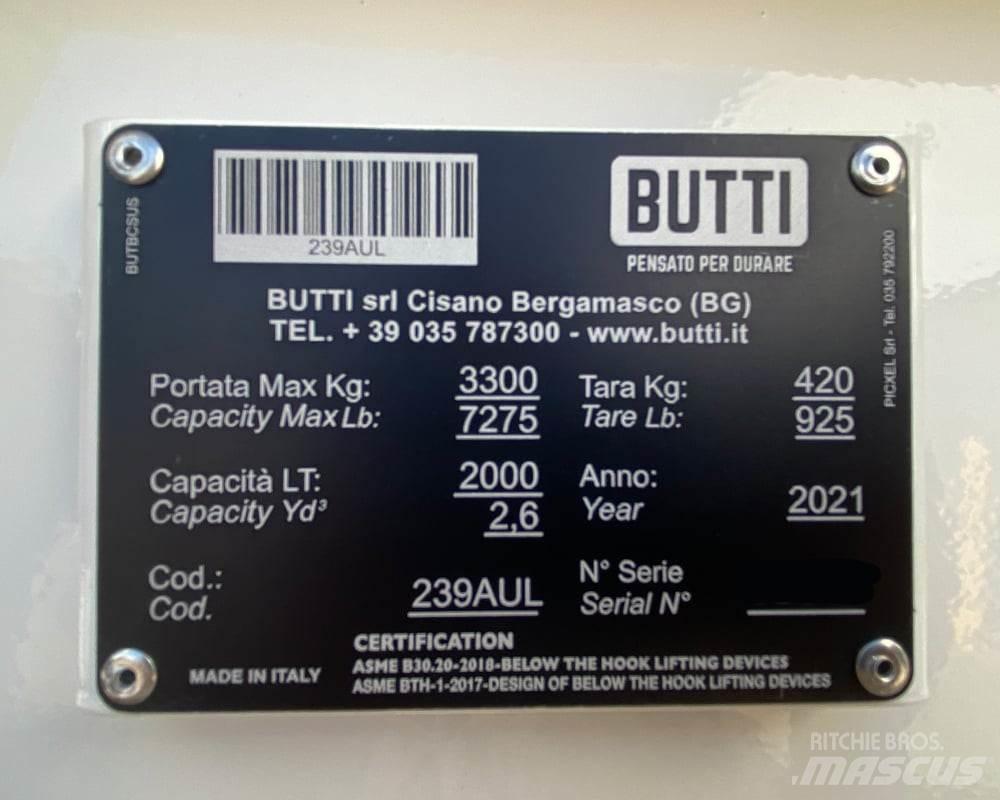 239AUL
BUTTI
PENSATO PER DURARE
BUTBCSUS
BUTTI srl Cisano Bergamasco (BG)
TEL. + 39 035 787300 - www.butti.it
Portata Max Kg: 3300 Tara Kg: 420
Capacity Max Lb: 7275 Tare Lb: 925
Capacità LT: 2000 Anno:
Capacity Yd³ 2,6 Year 2021
Cod.: N° Serie
Cod. 239AUL Serial N°
CERTIFICATION
ASME B30.20-2018-BELOW THE HOOK LIFTING DEVICES
MADE IN ITALY ASME BTH-1-2017-DESIGN OF BELOW THE HOOK LIFTING DEVICES
PICXEL Srl - Tel. 035 792200
RITCHIE BROS.
MASCUS